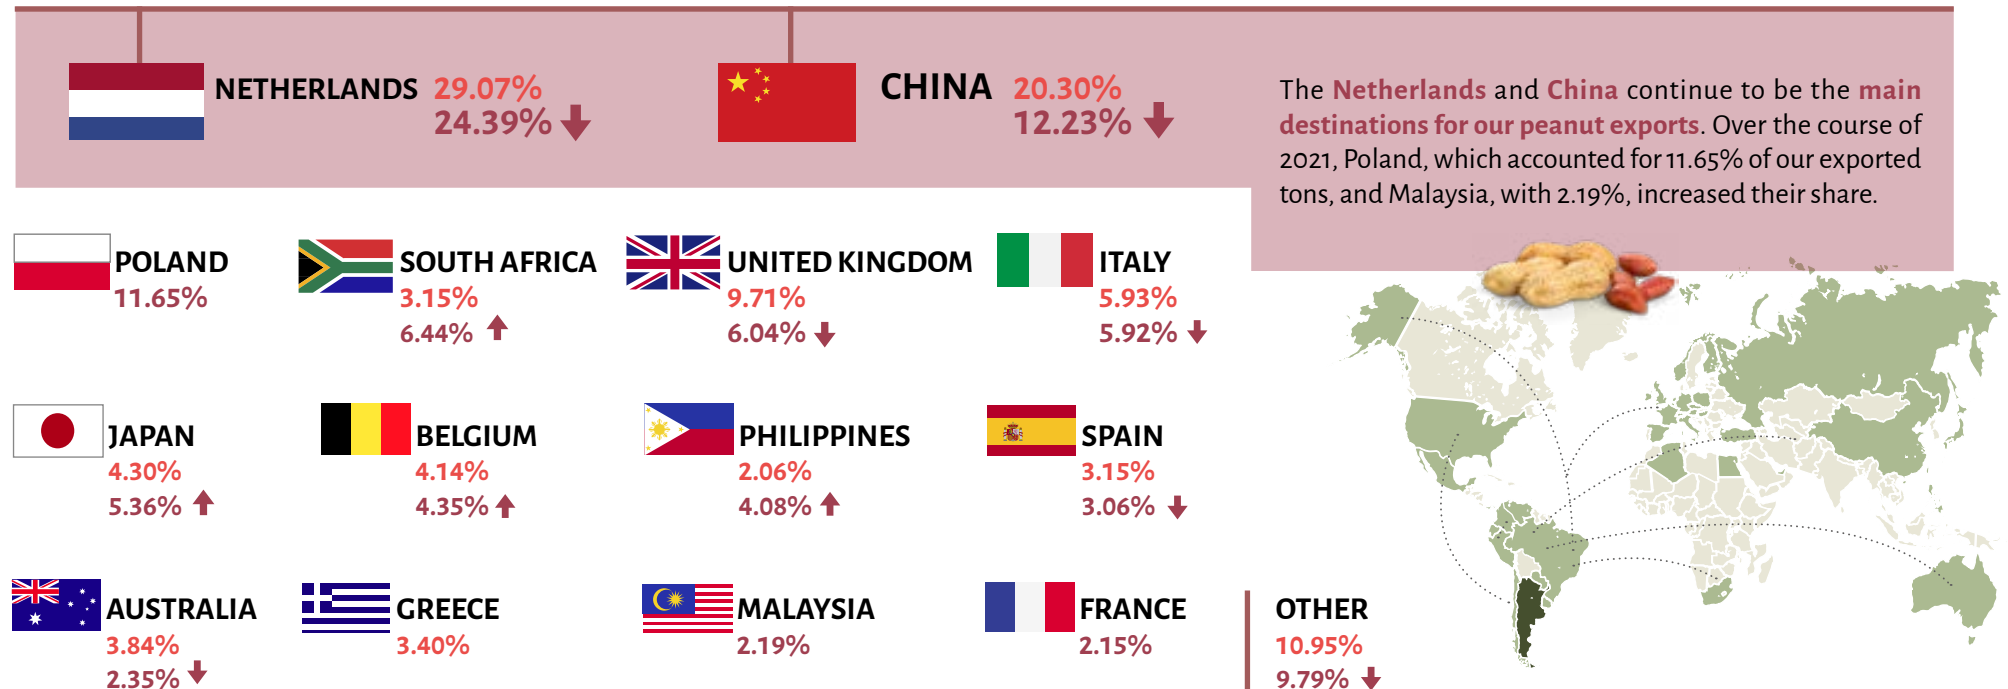 NETHERLANDS 29.07%
24.39%
CHINA 20.30%
12.23%
The Netherlands and China continue to be the main
destinations for our peanut exports. Over the course of
2021, Poland, which accounted for 11.65% of our exported
tons, and Malaysia, with 2.19%, increased their share.
POLAND
11.65%
SOUTH AFRICA
3.15%
6.44%
UNITED KINGDOM
9.71%
6.04%
ITALY
5.93%
5.92%
JAPAN
4.30%
5.36%
BELGIUM
4.14%
4.35%
PHILIPPINES
2.06%
4.08%
SPAIN
3.15%
3.06%
AUSTRALIA
3.84%
2.35%
GREECE
3.40%
MALAYSIA
2.19%
FRANCE
2.15%
OTHER
10.95%
9.79%